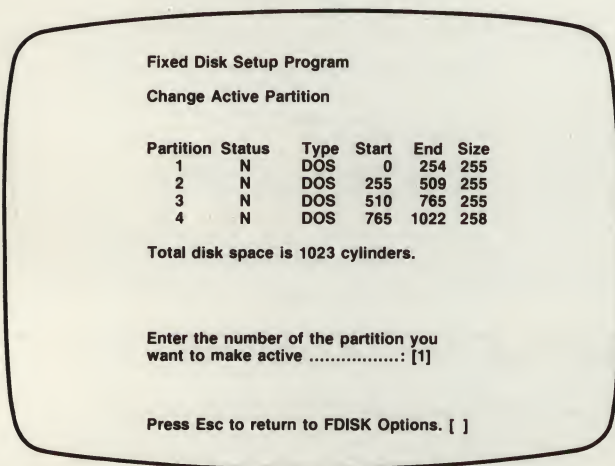 Fixed Disk Setup Program
Change Active Partition
Partition Status Type Start End Size
1 N DOS 0 254 255
2 N DOS 255 509 255
3 N DOS 510 765 255
4 N DOS 765 1022 258
Total disk space is 1023 cylinders.
Enter the number of the partition you
want to make active .................: [1]
Press Esc to return to FDISK Options. [ ]